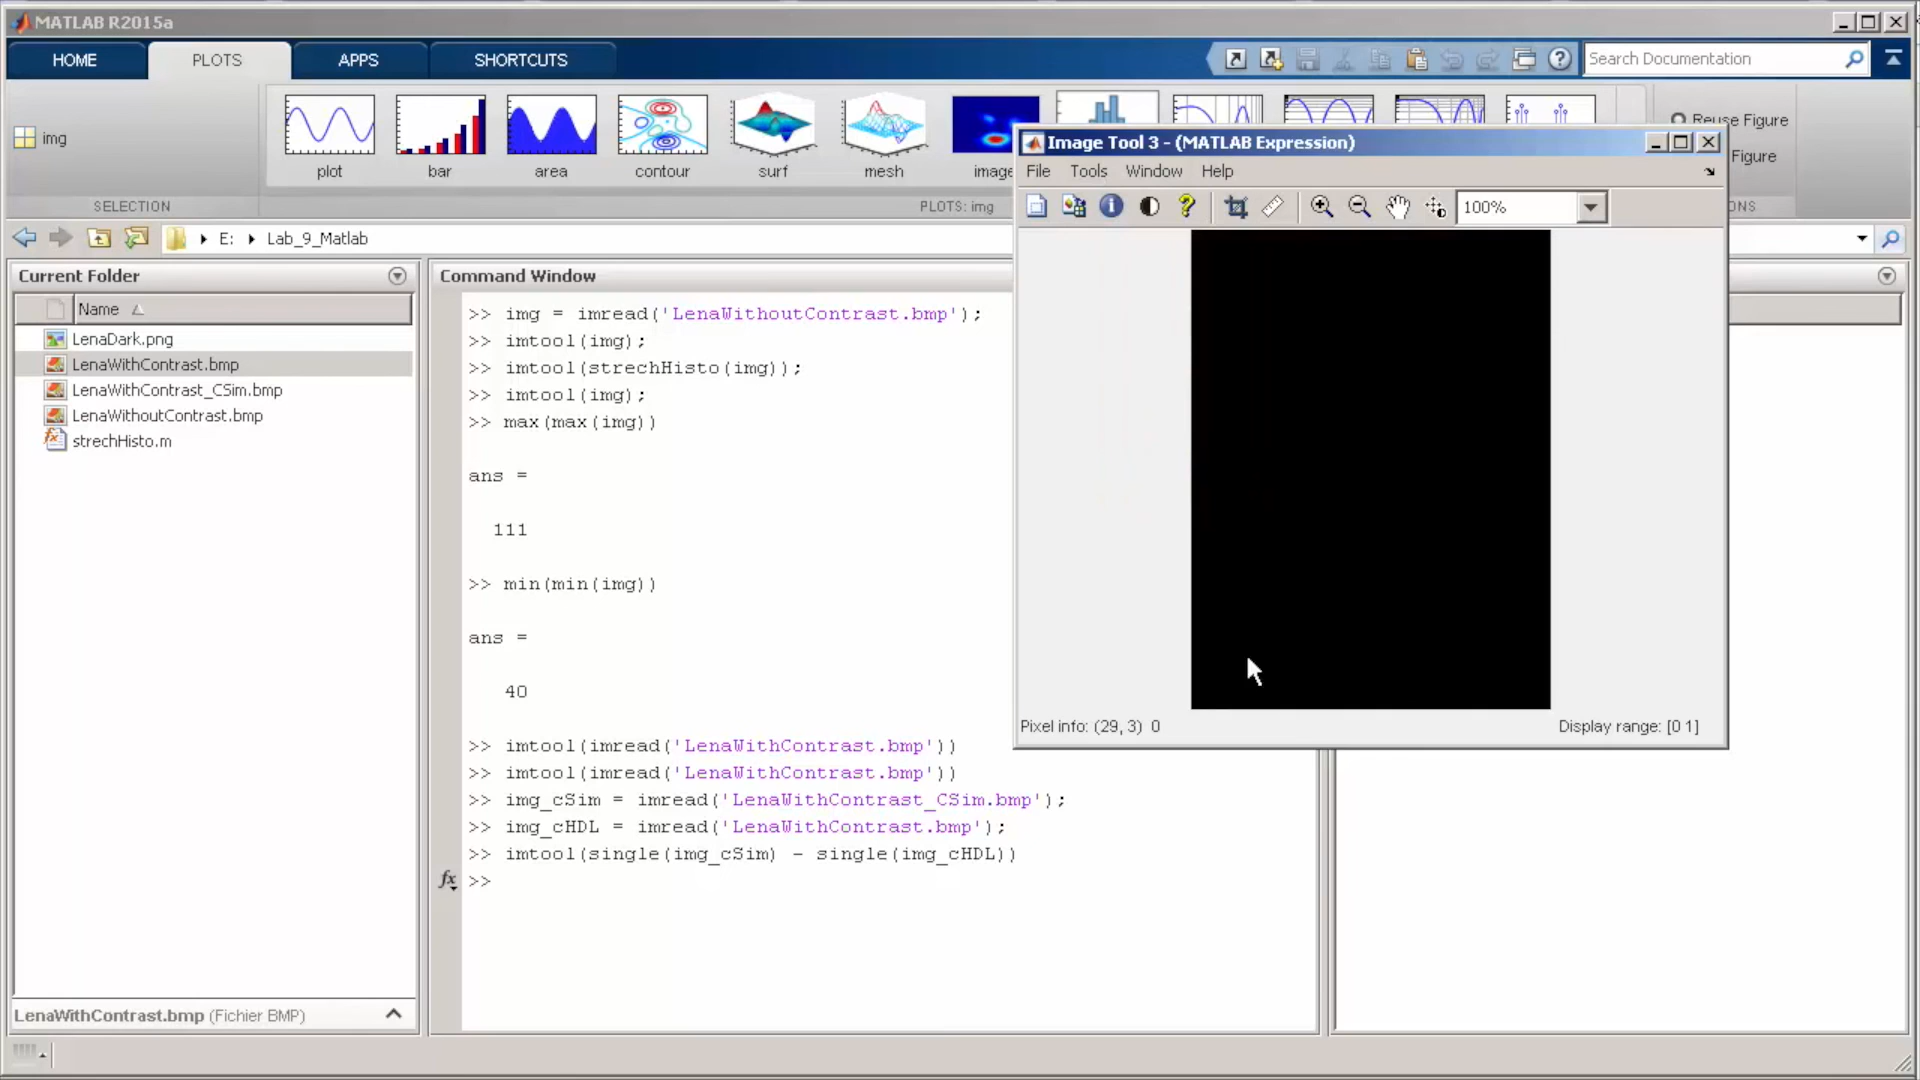 MATLAB R2015a
HOME
PLOTS
APPS
SHORTCUTS
Search Documentation
img
plot
bar
area
contour
surf
mesh
image
Reuse Figure
Figure
SELECTION
PLOTS: img
ONS
Image Tool 3 - (MATLAB Expression)
File Tools Window Help
100%
E: Lab_9_Matlab
Current Folder
Name
LenaDark.png
LenaWithContrast.bmp
LenaWithContrast_CSim.bmp
LenaWithoutContrast.bmp
strechHisto.m
LenaWithContrast.bmp (Fichier BMP)
Command Window
>> img = imread('LenaWithoutContrast.bmp');
>> imtool(img);
>> imtool(strechHisto(img));
>> imtool(img);
>> max(max(img))
ans =
111
>> min(min(img))
ans =
40
>> imtool(imread('LenaWithContrast.bmp'))
>> imtool(imread('LenaWithContrast.bmp'))
>> img_cSim = imread('LenaWithContrast_CSim.bmp');
>> img_cHDL = imread('LenaWithContrast.bmp');
>> imtool(single(img_cSim) - single(img_cHDL))
fx >>
Pixel info: (29, 3) 0
Display range: [0 1]